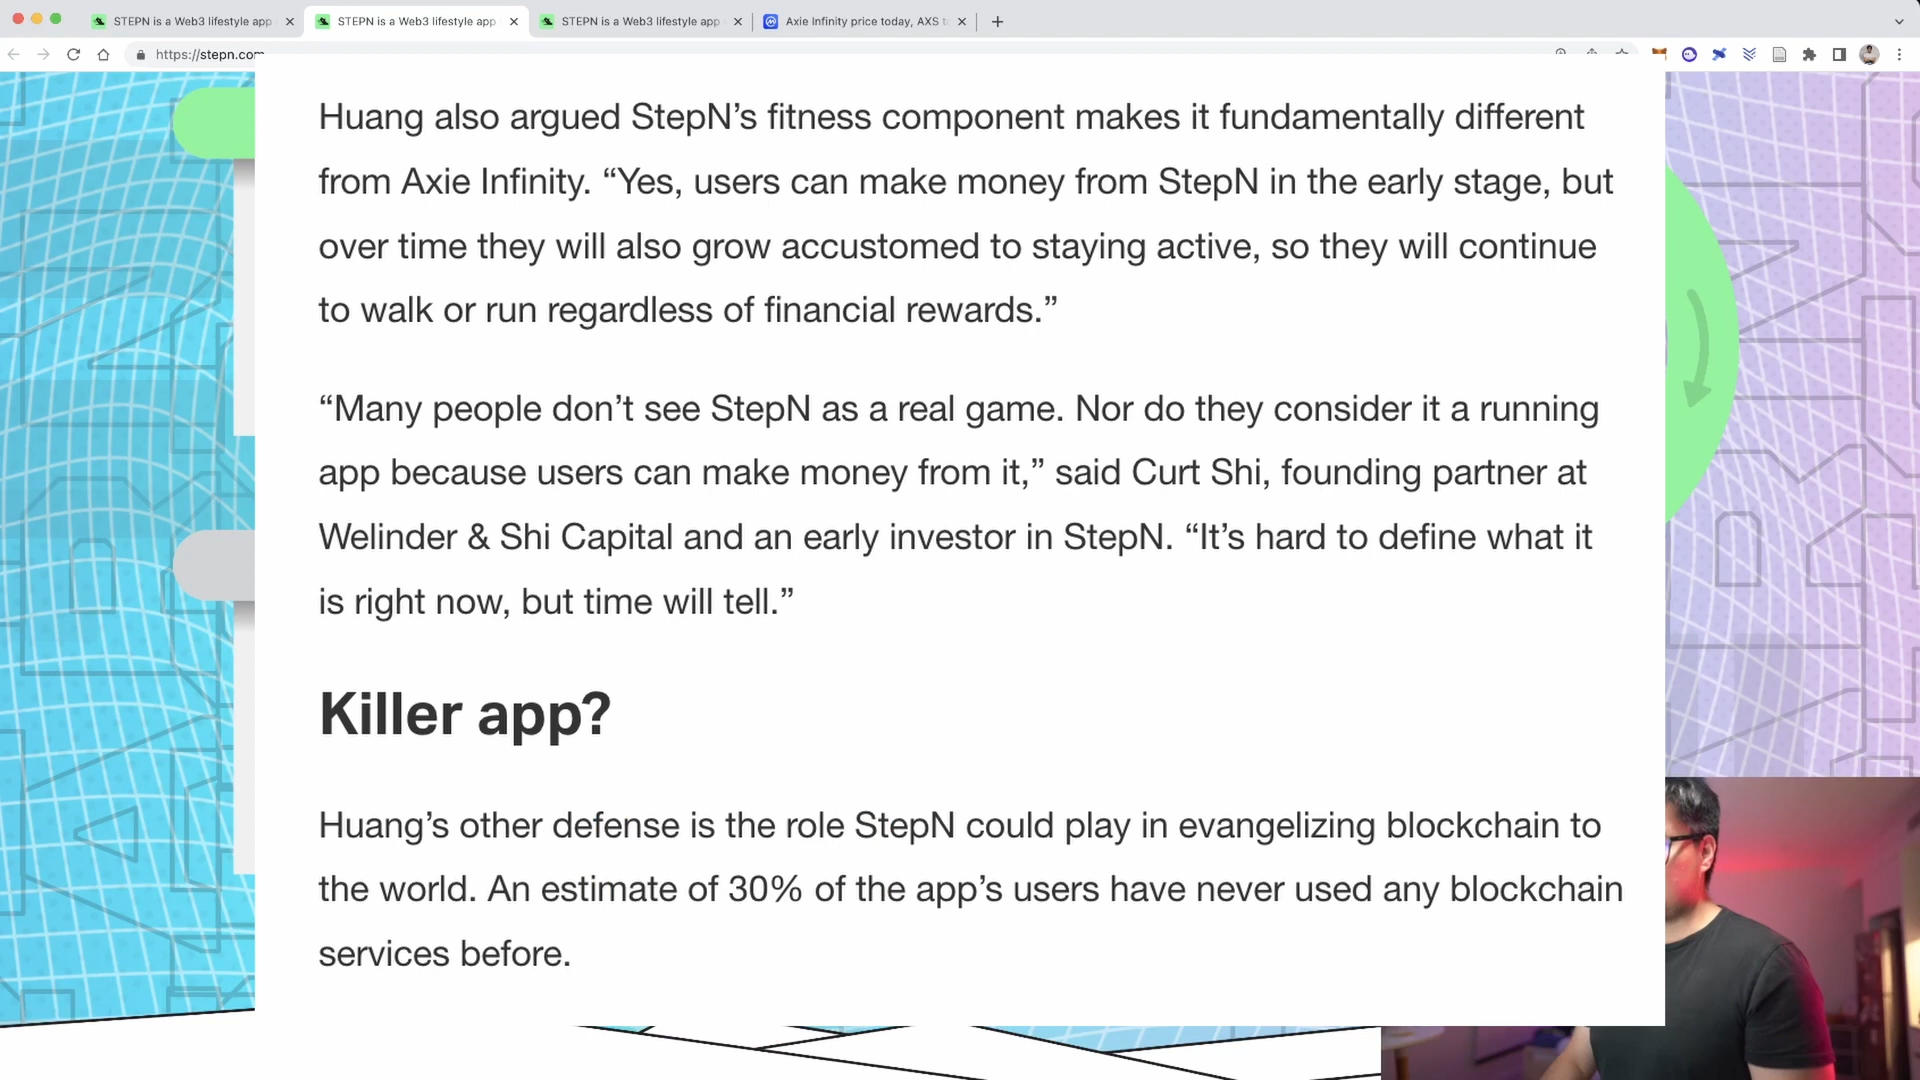 STEPN is a Web3 lifestyle app
STEPN is a Web3 lifestyle app
STEPN is a Web3 lifestyle app
Axie Infinity price today, AXS to
https://stepn.com
Huang also argued StepN’s fitness component makes it fundamentally different
from Axie Infinity. “Yes, users can make money from StepN in the early stage, but
over time they will also grow accustomed to staying active, so they will continue
to walk or run regardless of financial rewards.”
“Many people don’t see StepN as a real game. Nor do they consider it a running
app because users can make money from it,” said Curt Shi, founding partner at
Welinder & Shi Capital and an early investor in StepN. “It’s hard to define what it
is right now, but time will tell.”
Killer app?
Huang’s other defense is the role StepN could play in evangelizing blockchain to
the world. An estimate of 30% of the app’s users have never used any blockchain
services before.